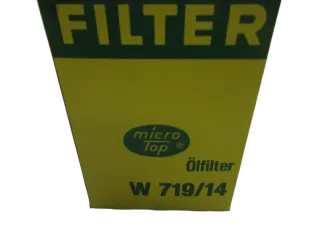 FILTER
micro
Top ®
Ölfilter
W 719/14